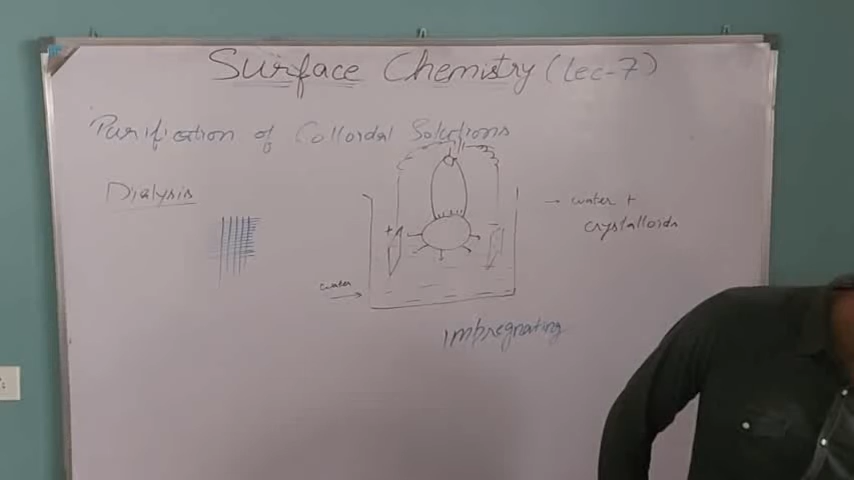 Surface Chemistry (Lec-7)
Purification of Colloidal Solutions
Dialysis
+ -
→ water +
crystalloids
water →
impregnating